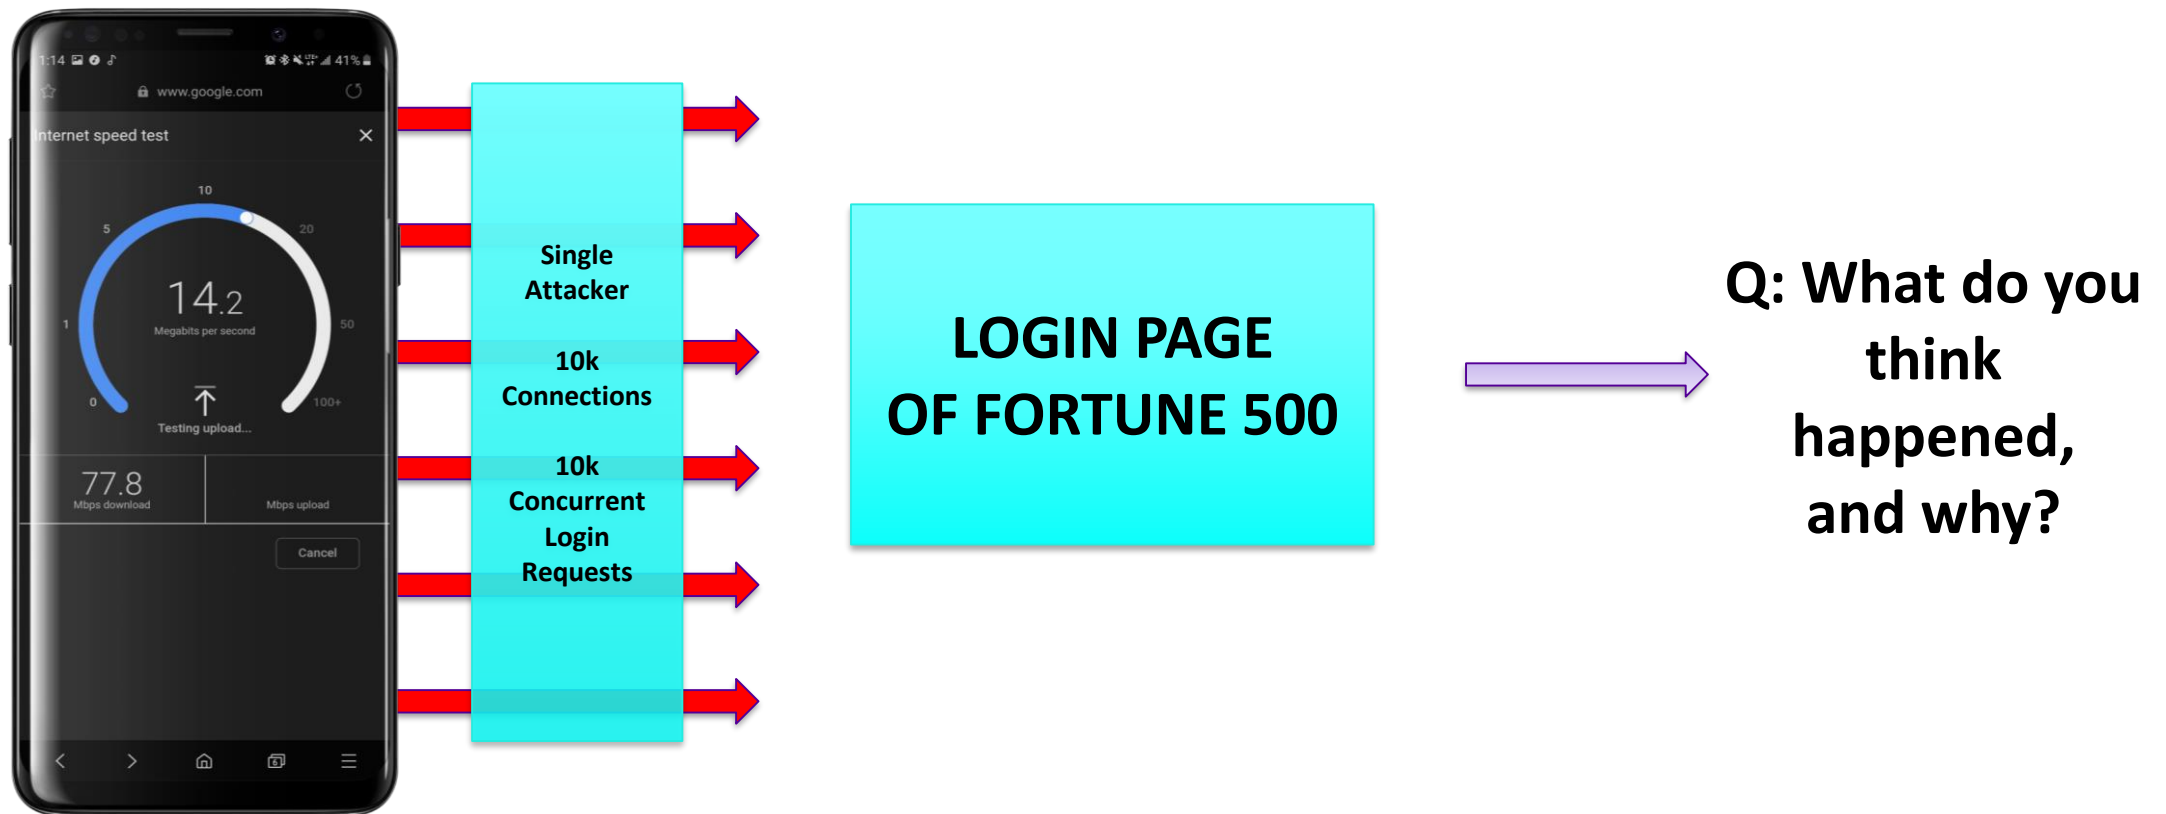 1:14
LTE+
41%
www.google.com
Internet speed test
10
5
20
14.2
Megabits per second
1
50
0
100+
Testing upload...
77.8
Mbps download
Mbps upload
Cancel
6
Single
Attacker
10k
Connections
10k
Concurrent
Login
Requests
LOGIN PAGE
OF FORTUNE 500
Q: What do you
think
happened,
and why?